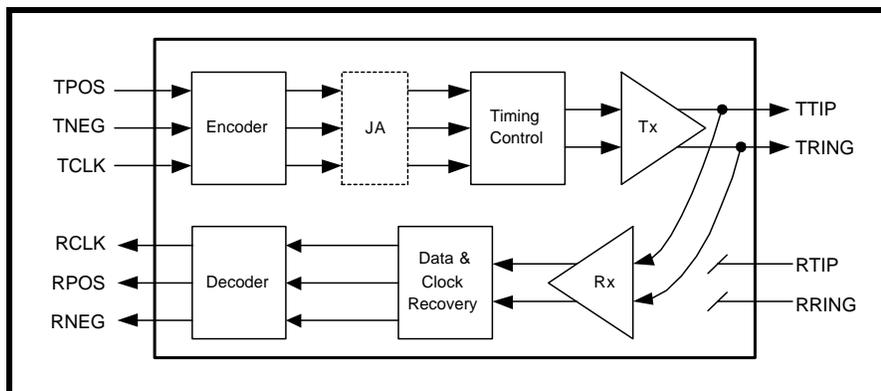 TPOS
TNEG
TCLK
Encoder
JA
Timing
Control
Tx
TTIP
TRING
RCLK
RPOS
RNEG
Decoder
Data &
Clock
Recovery
Rx
RTIP
RRING